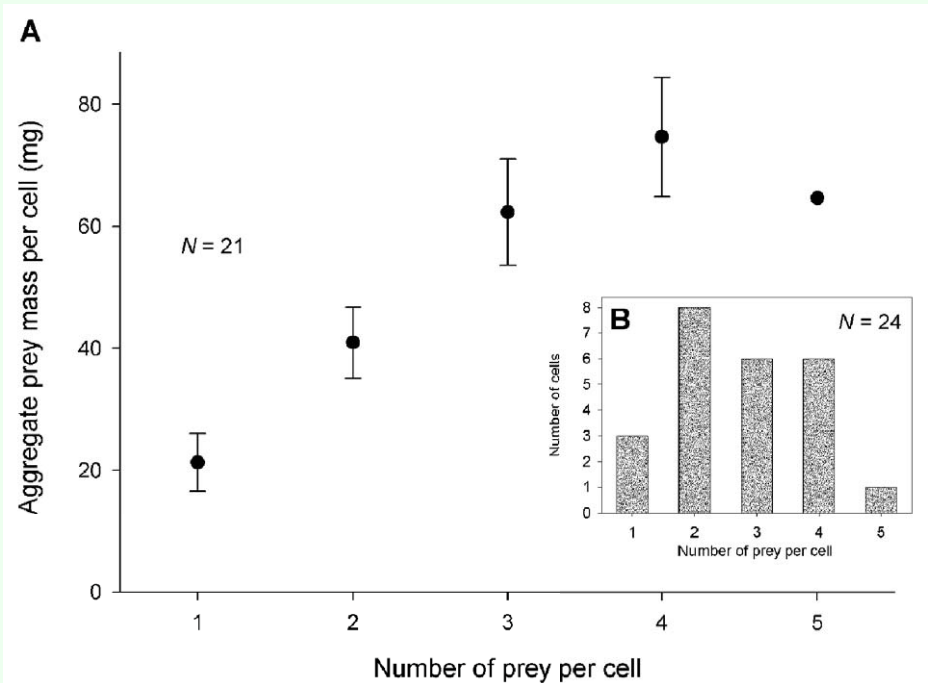 A
Aggregate prey mass per cell (mg)
80
60
40
20
0
N = 21
1 2 3 4 5
Number of prey per cell
B
N = 24
Number of cells
8
7
6
5
4
3
2
1
0
1 2 3 4 5
Number of prey per cell